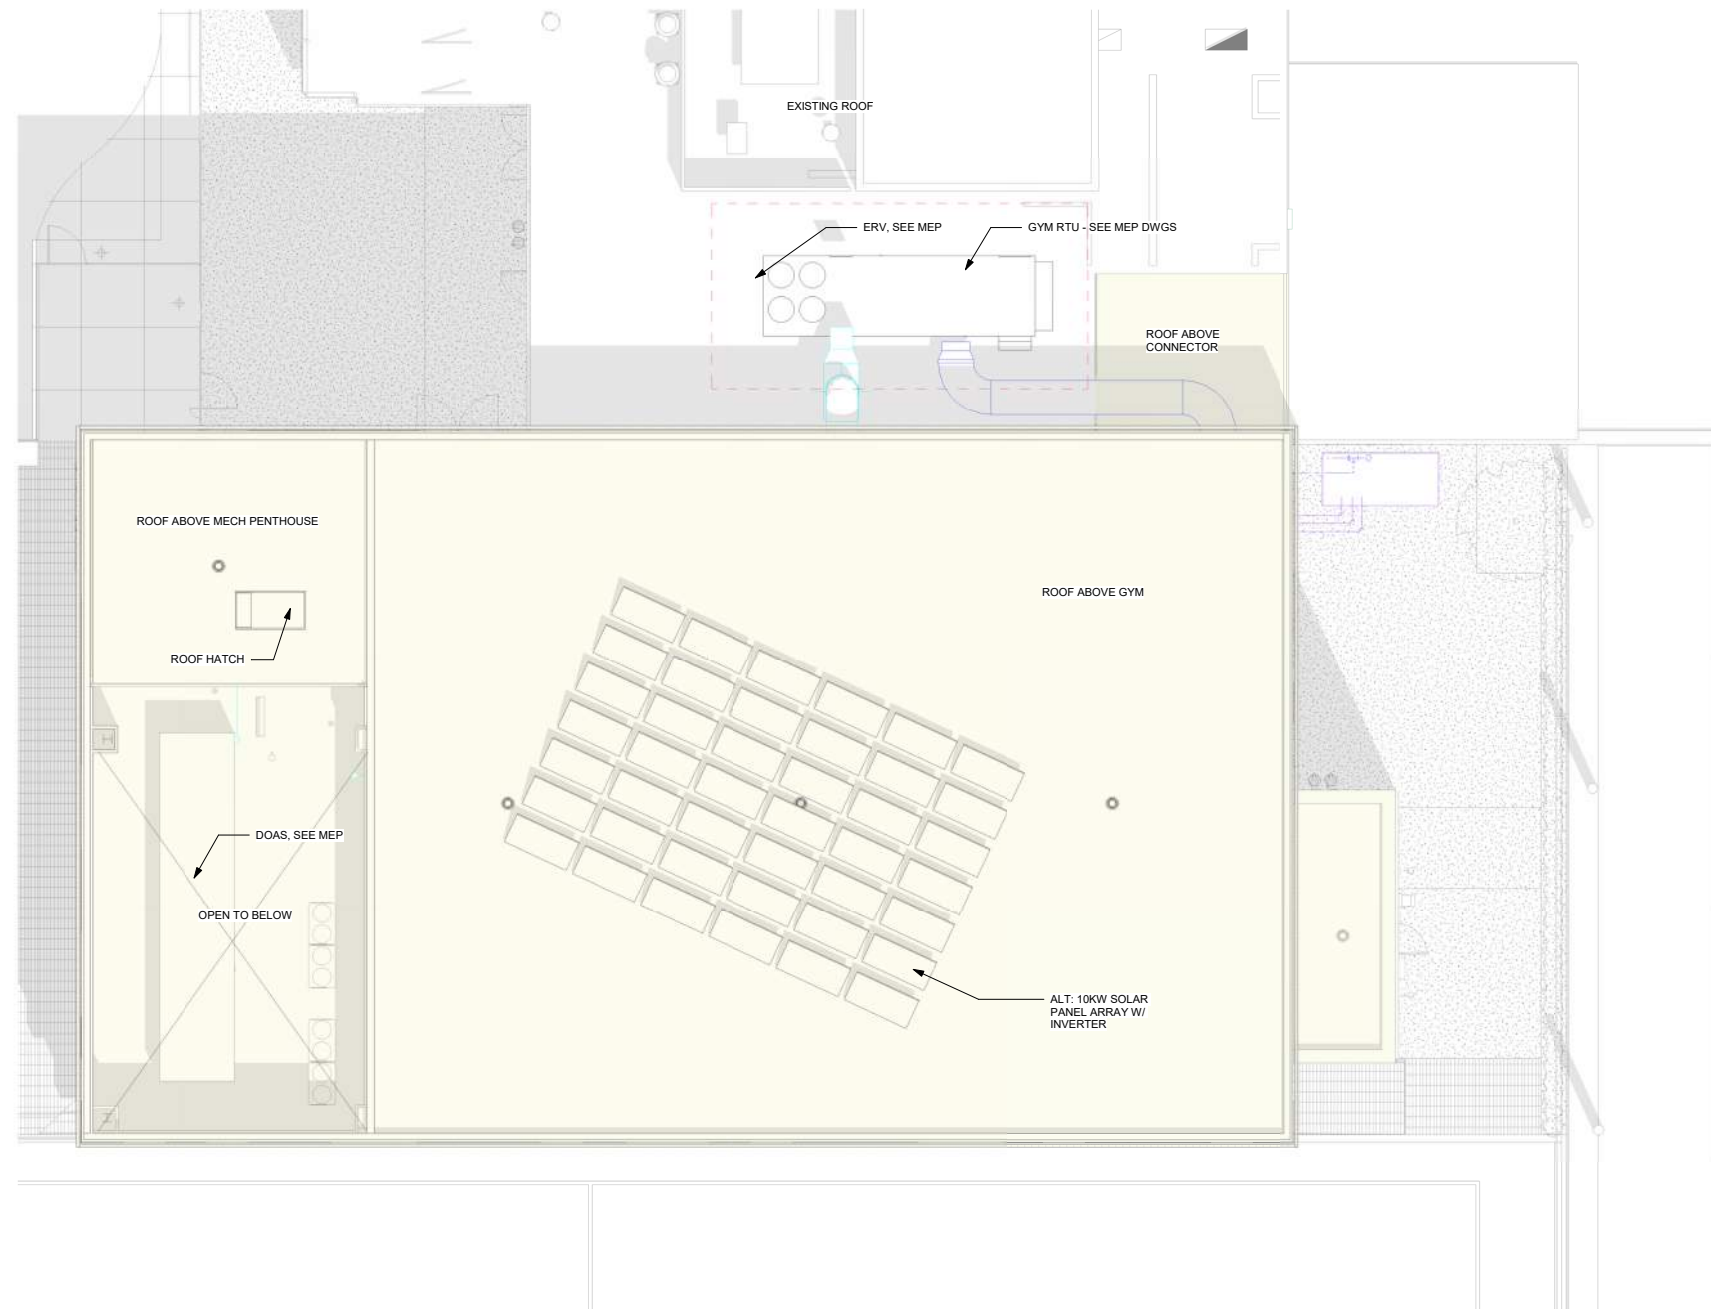 EXISTING ROOF
ERV, SEE MEP
GYM RTU - SEE MEP DWGS
ROOF ABOVE
CONNECTOR
ROOF ABOVE MECH PENTHOUSE
ROOF ABOVE GYM
ROOF HATCH
DOAS, SEE MEP
OPEN TO BELOW
ALT: 10KW SOLAR
PANEL ARRAY W/
INVERTER